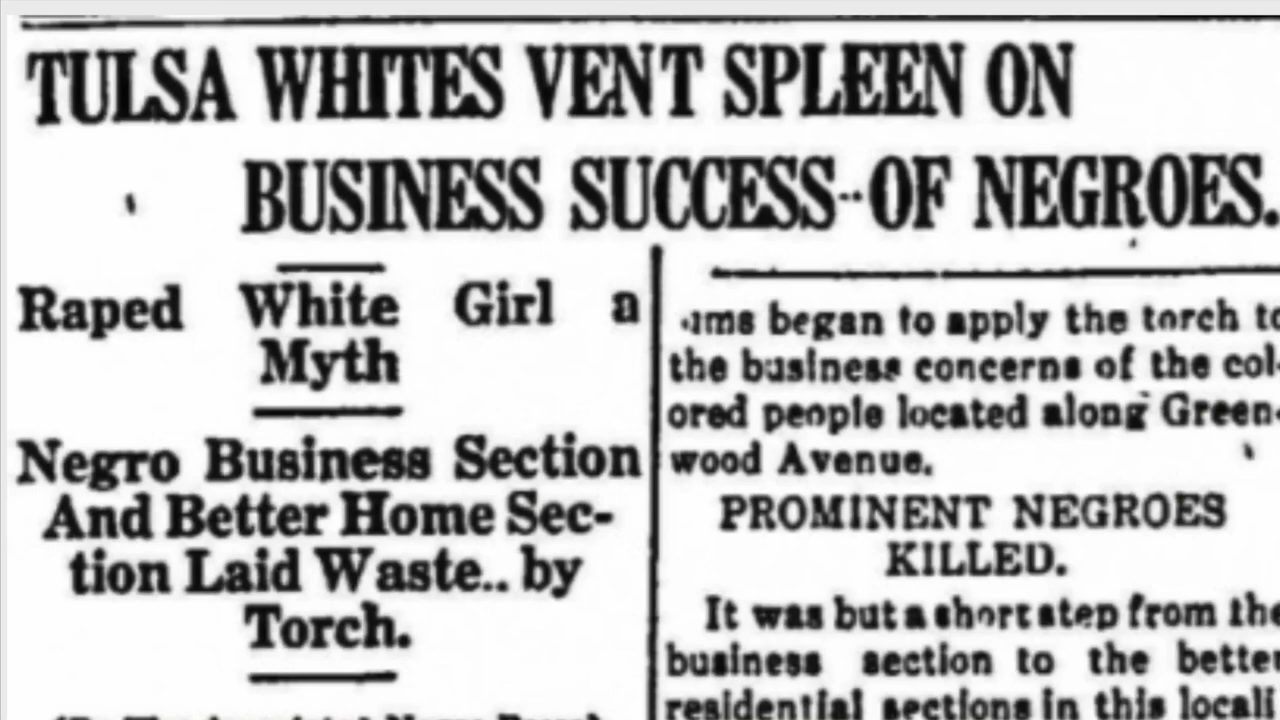 TULSA WHITES VENT SPLEEN ON
BUSINESS SUCCESS--OF NEGROES.
Raped White Girl a
Myth
Negro Business Section
And Better Home Sec-
tion Laid Waste.. by
Torch.
began to apply the torch to
the business concerns of the col-
ored people located along Green-
wood Avenue.
PROMINENT NEGROES
KILLED.
It was but a short step from the
business section to the better
residential sections in this locali